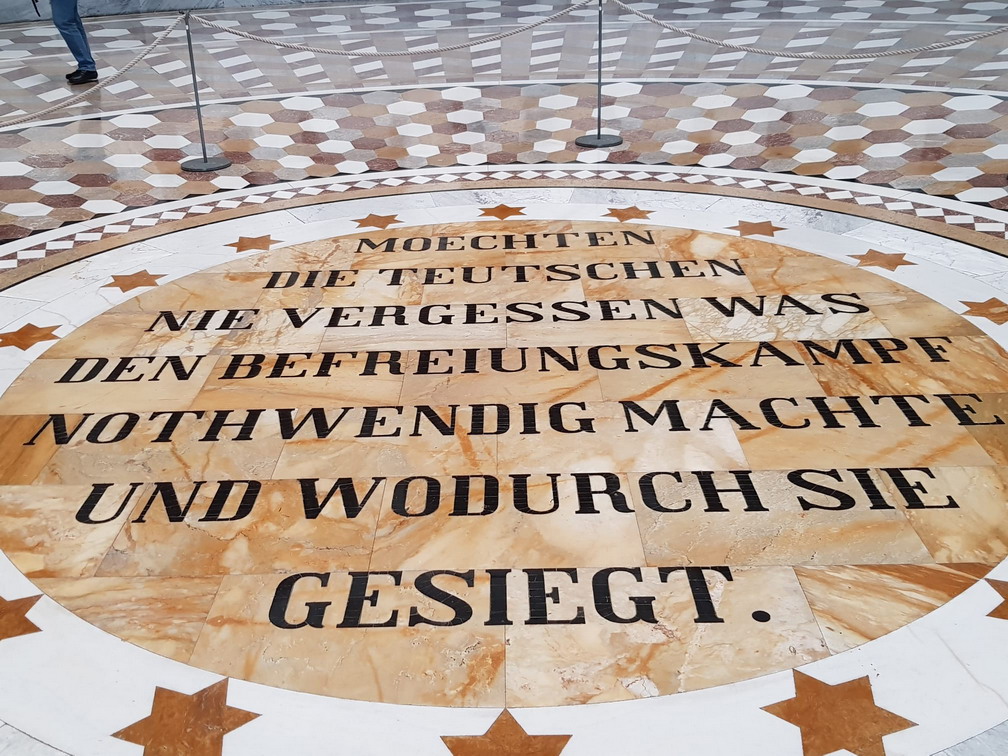 MOECHTEN
DIE TEUTSCHEN
NIE VERGESSEN WAS
DEN BEFREIUNGSKAMPF
NOTHWENDIG MACHTE
UND WODURCH SIE
GESIEGT.